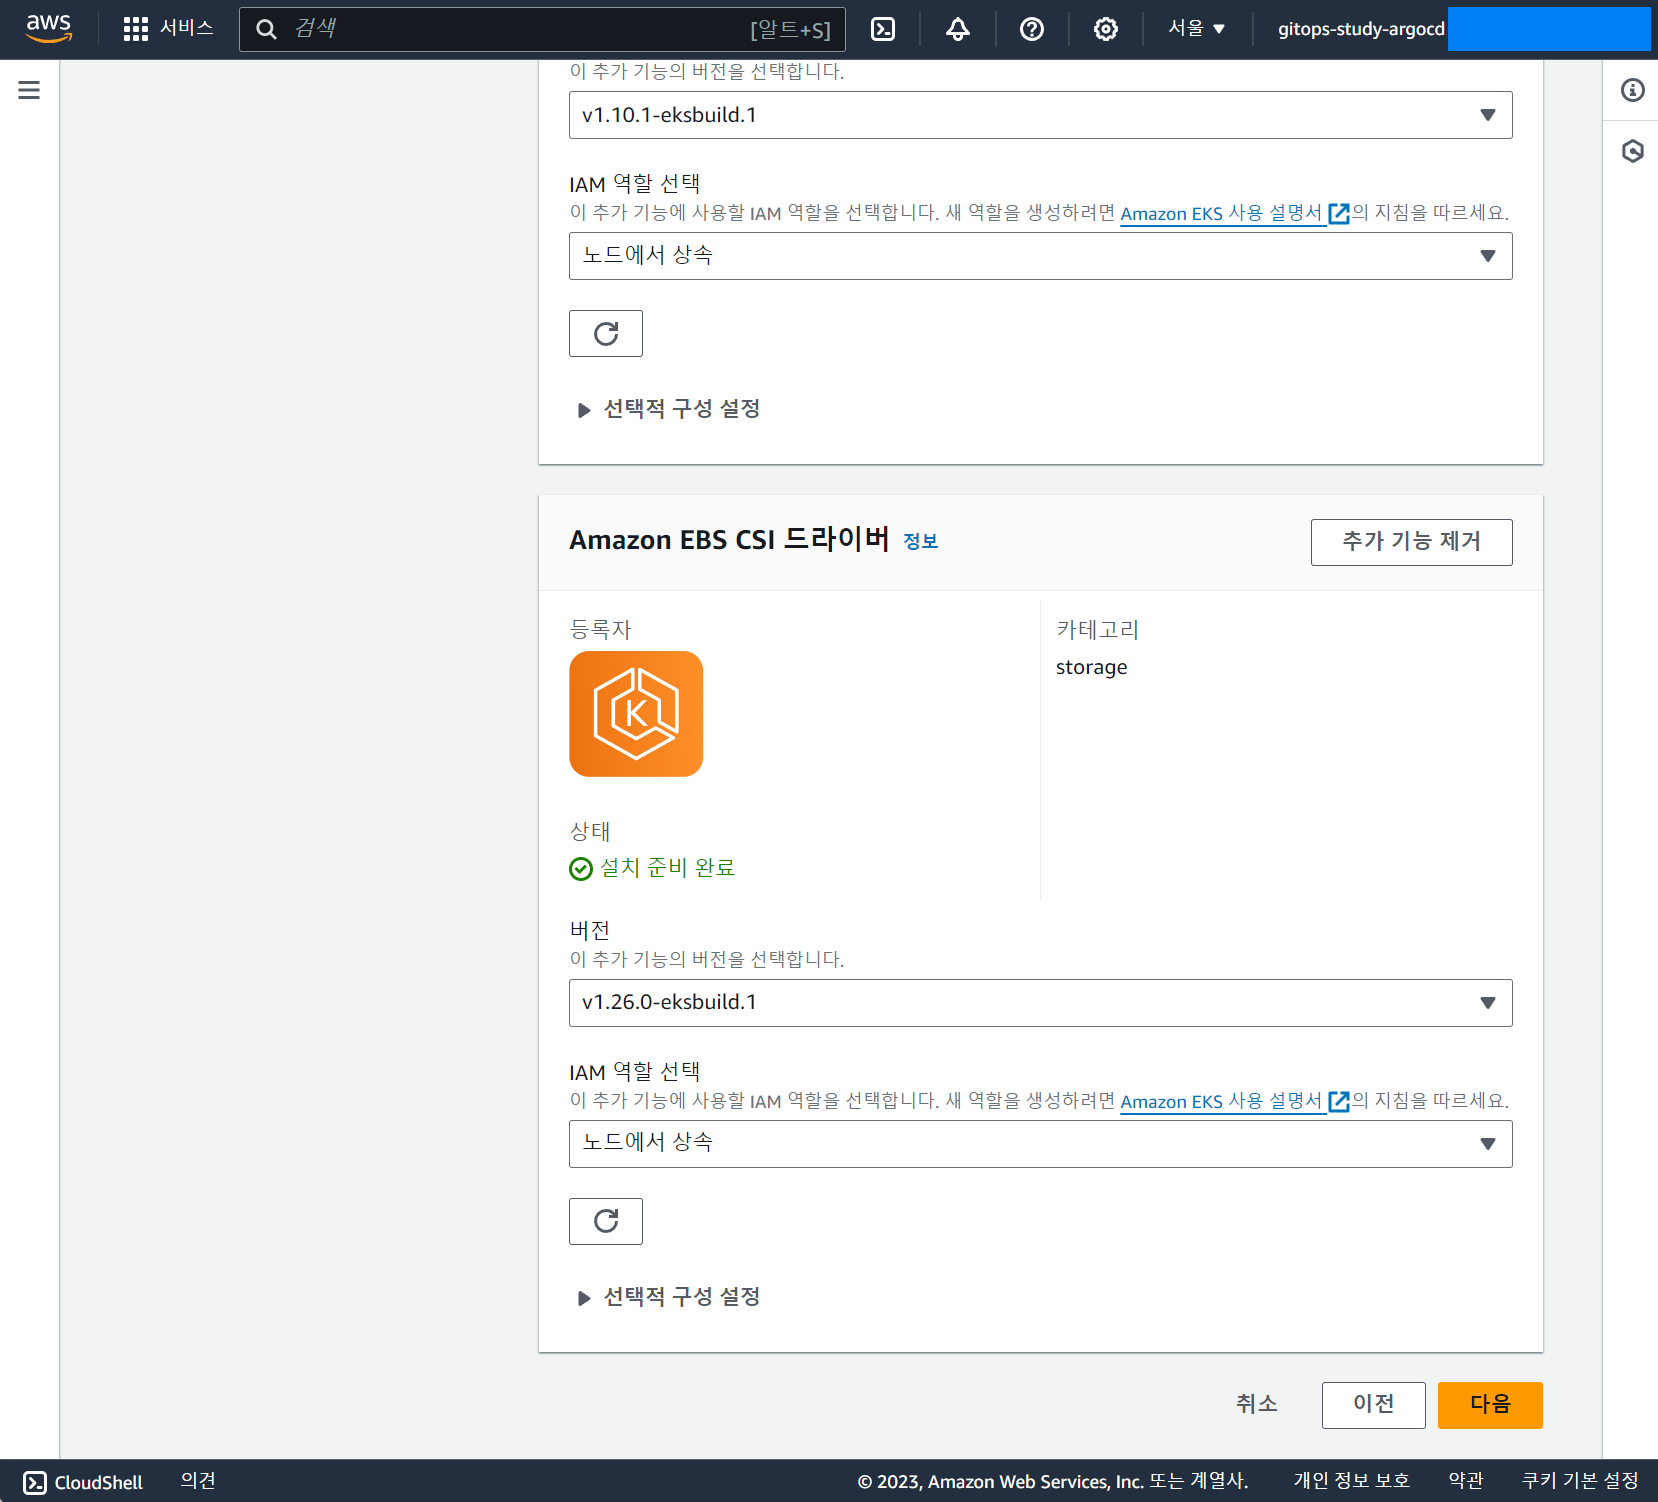 aws
서비스
검색
[알트+S]
서울
gitops-study-argocd
이 추가 기능의 버전을 선택합니다.
v1.10.1-eksbuild.1
IAM 역할 선택
이 추가 기능에 사용할 IAM 역할을 선택합니다. 새 역할을 생성하려면 Amazon EKS 사용 설명서의 지침을 따르세요.
노드에서 상속
선택적 구성 설정
Amazon EBS CSI 드라이버 정보
추가 기능 제거
등록자
K
카테고리
storage
상태
설치 준비 완료
버전
이 추가 기능의 버전을 선택합니다.
v1.26.0-eksbuild.1
IAM 역할 선택
이 추가 기능에 사용할 IAM 역할을 선택합니다. 새 역할을 생성하려면 Amazon EKS 사용 설명서의 지침을 따르세요.
노드에서 상속
선택적 구성 설정
취소
이전
다음
CloudShell
의견
© 2023, Amazon Web Services, Inc. 또는 계열사.
개인 정보 보호
약관
쿠키 기본 설정